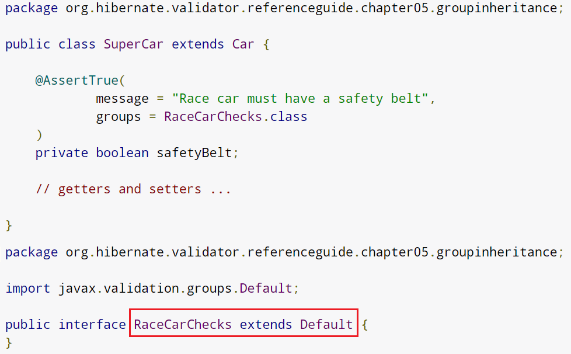 package org.hibernate.validator.referenceguide.chapter05.groupinheritance;
public class SuperCar extends Car {
@AssertTrue(
message = "Race car must have a safety belt",
groups = RaceCarChecks.class
)
private boolean safetyBelt;
// getters and setters ...
}
package org.hibernate.validator.referenceguide.chapter05.groupinheritance;
import javax.validation.groups.Default;
public interface RaceCarChecks extends Default {
}